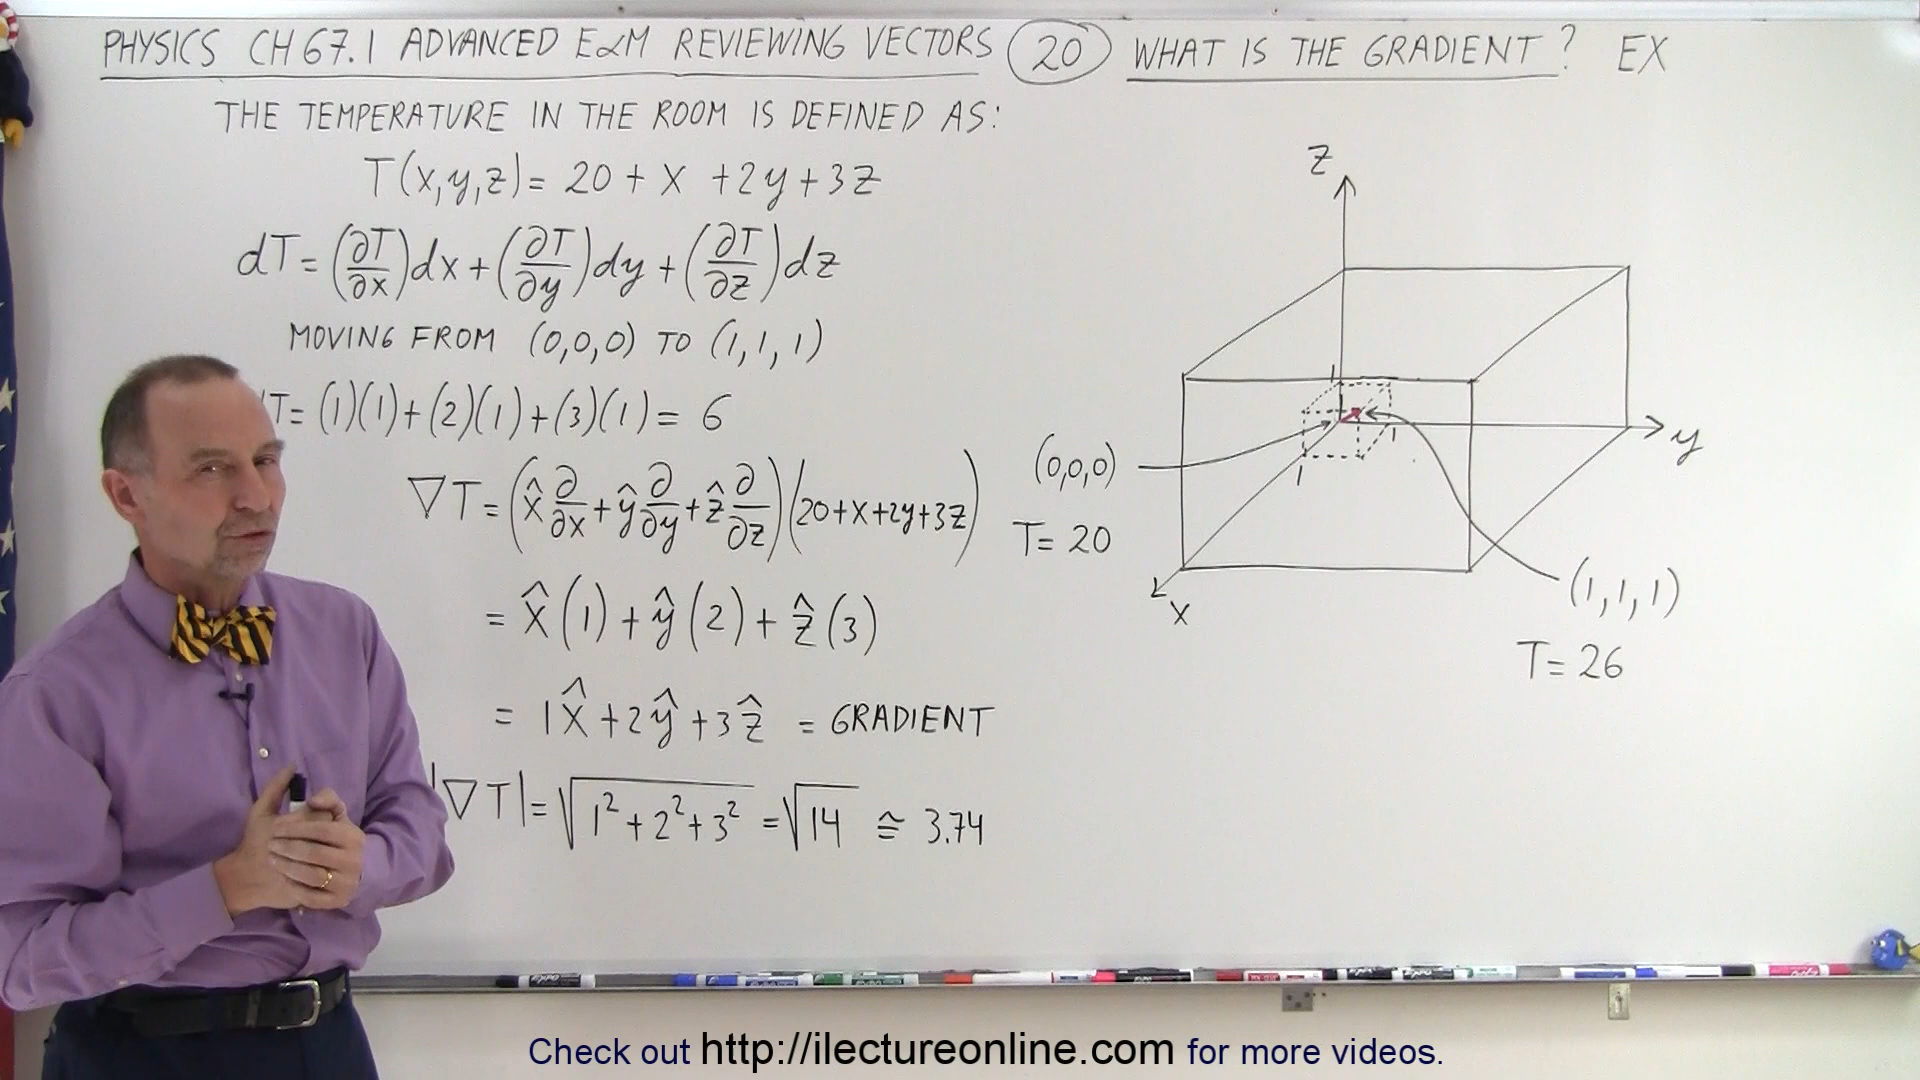 PHYSICS CH 67.1 ADVANCED E&M REVIEWING VECTORS 20 WHAT IS THE GRADIENT? EX
THE TEMPERATURE IN THE ROOM IS DEFINED AS:
T(x,y,z) = 20 + x + 2y + 3z
dT = (∂T/∂x)dx + (∂T/∂y)dy + (∂T/∂z)dz
MOVING FROM (0,0,0) TO (1,1,1)
T = (1)(1) + (2)(1) + (3)(1) = 6
∇T = (x̂ ∂/∂x + ŷ ∂/∂y + ẑ ∂/∂z)(20+x+2y+3z)
= x̂(1) + ŷ(2) + ẑ(3)
= 1x̂ + 2ŷ + 3ẑ = GRADIENT
|∇T| = √(1² + 2² + 3²) = √14 ≅ 3.74
z
1
1
1
y
x
(0,0,0)
T = 20
(1,1,1)
T = 26
Check out http://ilectureonline.com for more videos.